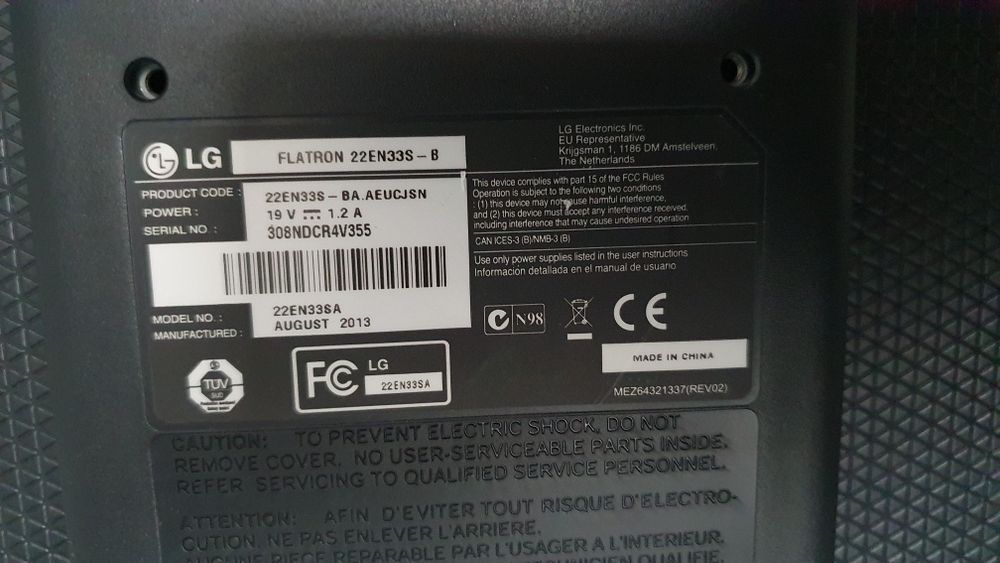 LG
FLATRON 22EN33S-B
LG Electronics Inc.
EU Representative
Krijgsman 1, 1186 DM Amstelveen,
The Netherlands
PRODUCT CODE : 22EN33S-BA.AEUCJSN
POWER : 19 V 1.2 A
SERIAL NO. : 308NDCR4V355
MODEL NO. : 22EN33SA
MANUFACTURED : AUGUST 2013
This device complies with part 15 of the FCC Rules
Operation is subject to the following two conditions
: (1) this device may not cause harmful interference,
and (2) this device must accept any interference received,
including interference that may cause undesired operation
CAN ICES-3 (B)/NMB-3 (B)
Use only power supplies listed in the user instructions
Información detallada en el manual de usuario
N98
CE
MADE IN CHINA
MEZ64321337(REV02)
TUV
SUD
FC
LG
22EN33SA
CAUTION: TO PREVENT ELECTRIC SHOCK, DO NOT
REMOVE COVER. NO USER-SERVICEABLE PARTS INSIDE.
REFER SERVICING TO QUALIFIED SERVICE PERSONNEL.
ATTENTION: AFIN D'EVITER TOUT RISQUE D'ELECTRO-
CUTION, NE PAS ENLEVER L'ARRIERE.
AUCUNE PIECE REPARABLE PAR L'USAGER A L'INTERIEUR.
TECHNICIEN QUALIFIE.